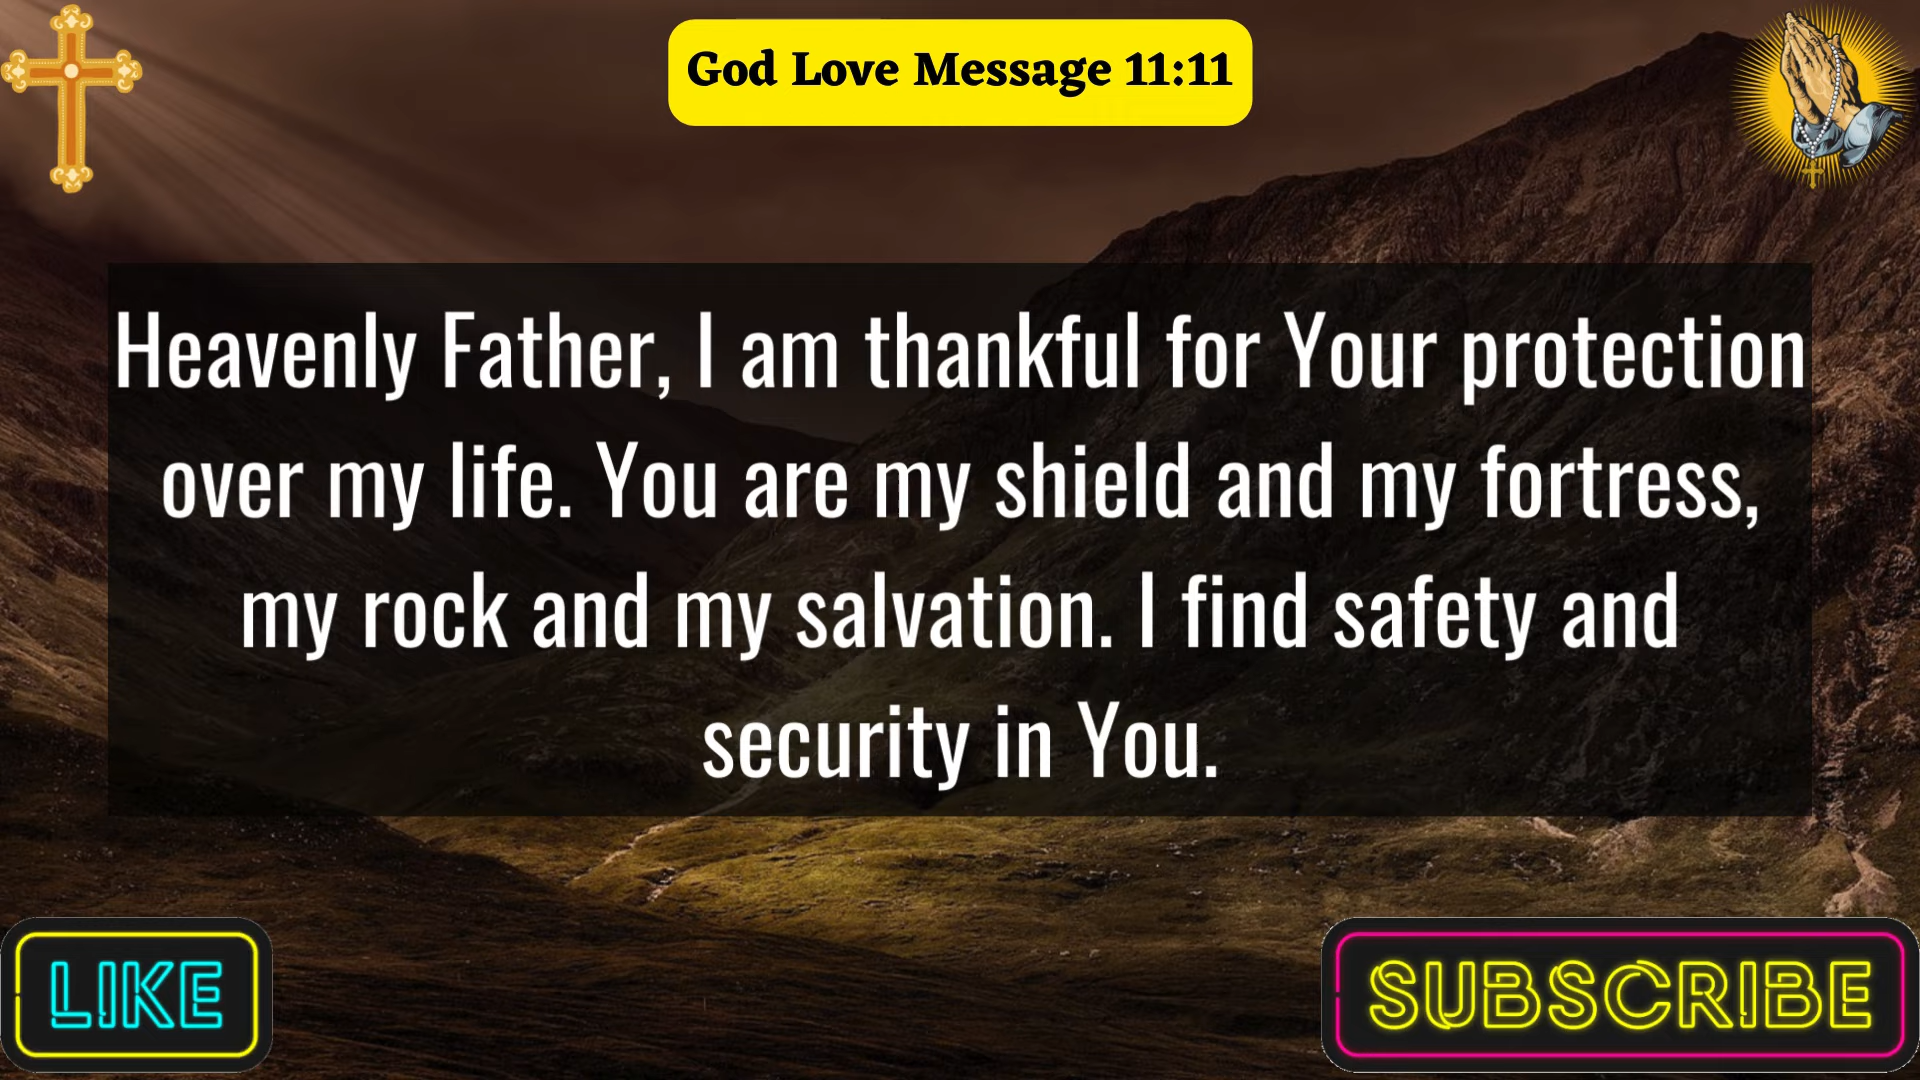 God Love Message 11:11
Heavenly Father, I am thankful for Your protection
over my life. You are my shield and my fortress,
my rock and my salvation. I find safety and
security in You.
LIKE
SUBSCRIBE